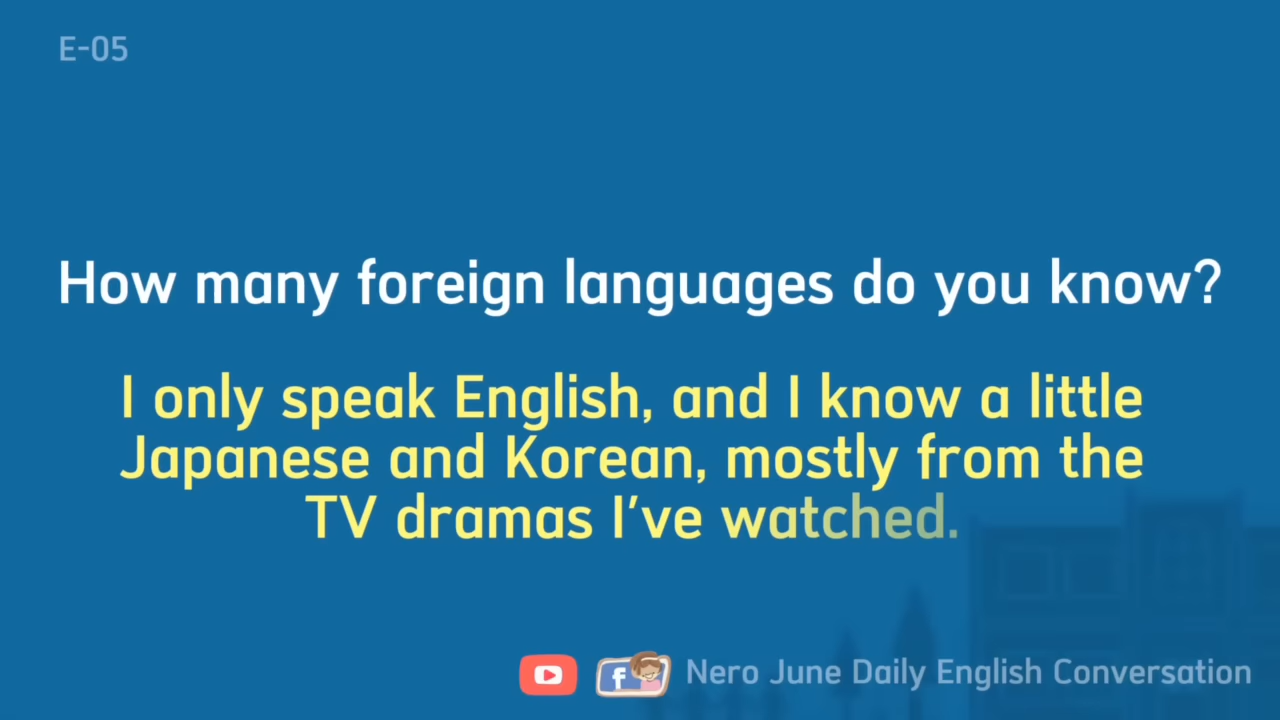 E-05
How many foreign languages do you know?
I only speak English, and I know a little
Japanese and Korean, mostly from the
TV dramas I've watched.
f
Nero June Daily English Conversation